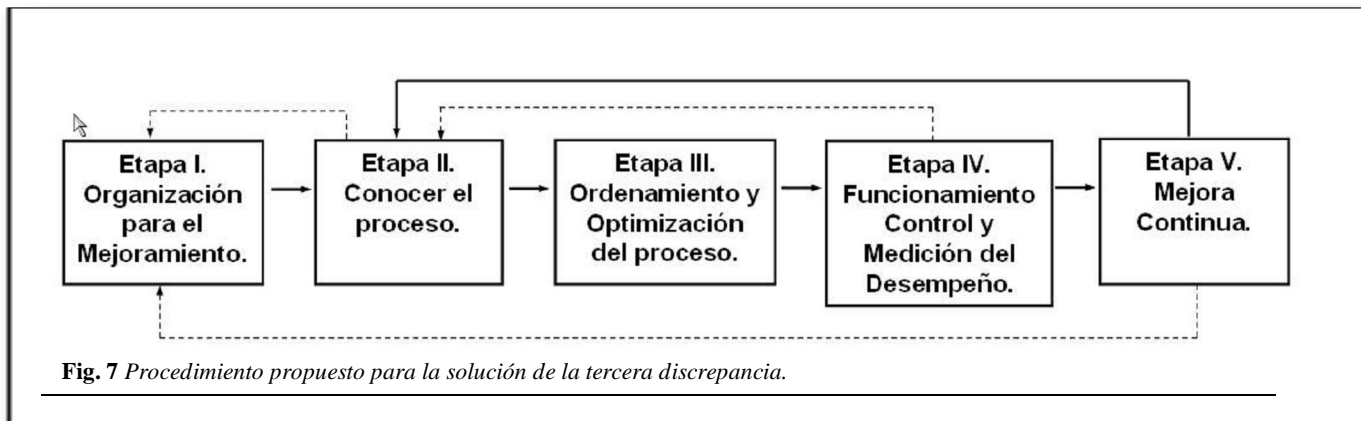 Etapa I.
Organización
para el
Mejoramiento.
Etapa II.
Conocer el
proceso.
Etapa III.
Ordenamiento y
Optimización
del proceso.
Etapa IV.
Funcionamiento
Control y
Medición del
Desempeño.
Etapa V.
Mejora
Continua.
Fig. 7 Procedimiento propuesto para la solución de la tercera discrepancia.